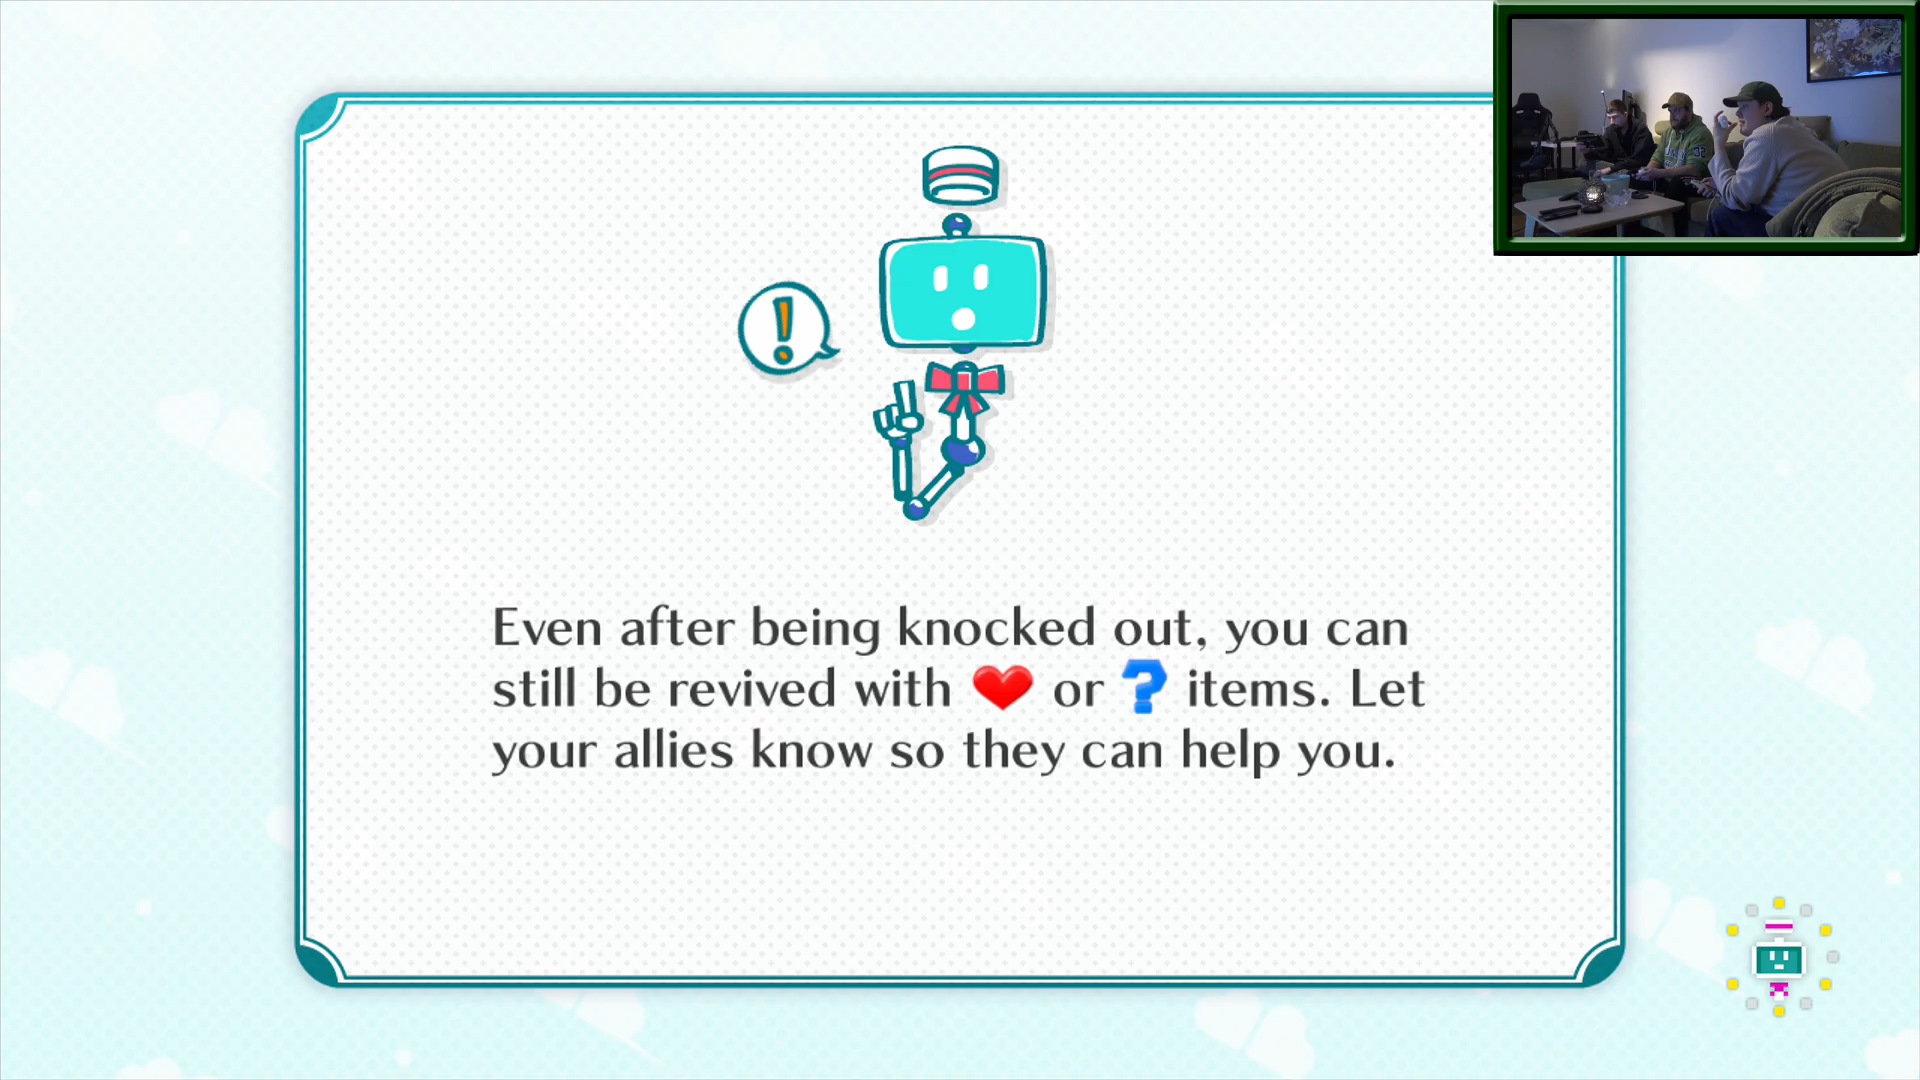 Even after being knocked out, you can
still be revived with ❤ or ? items. Let
your allies know so they can help you.